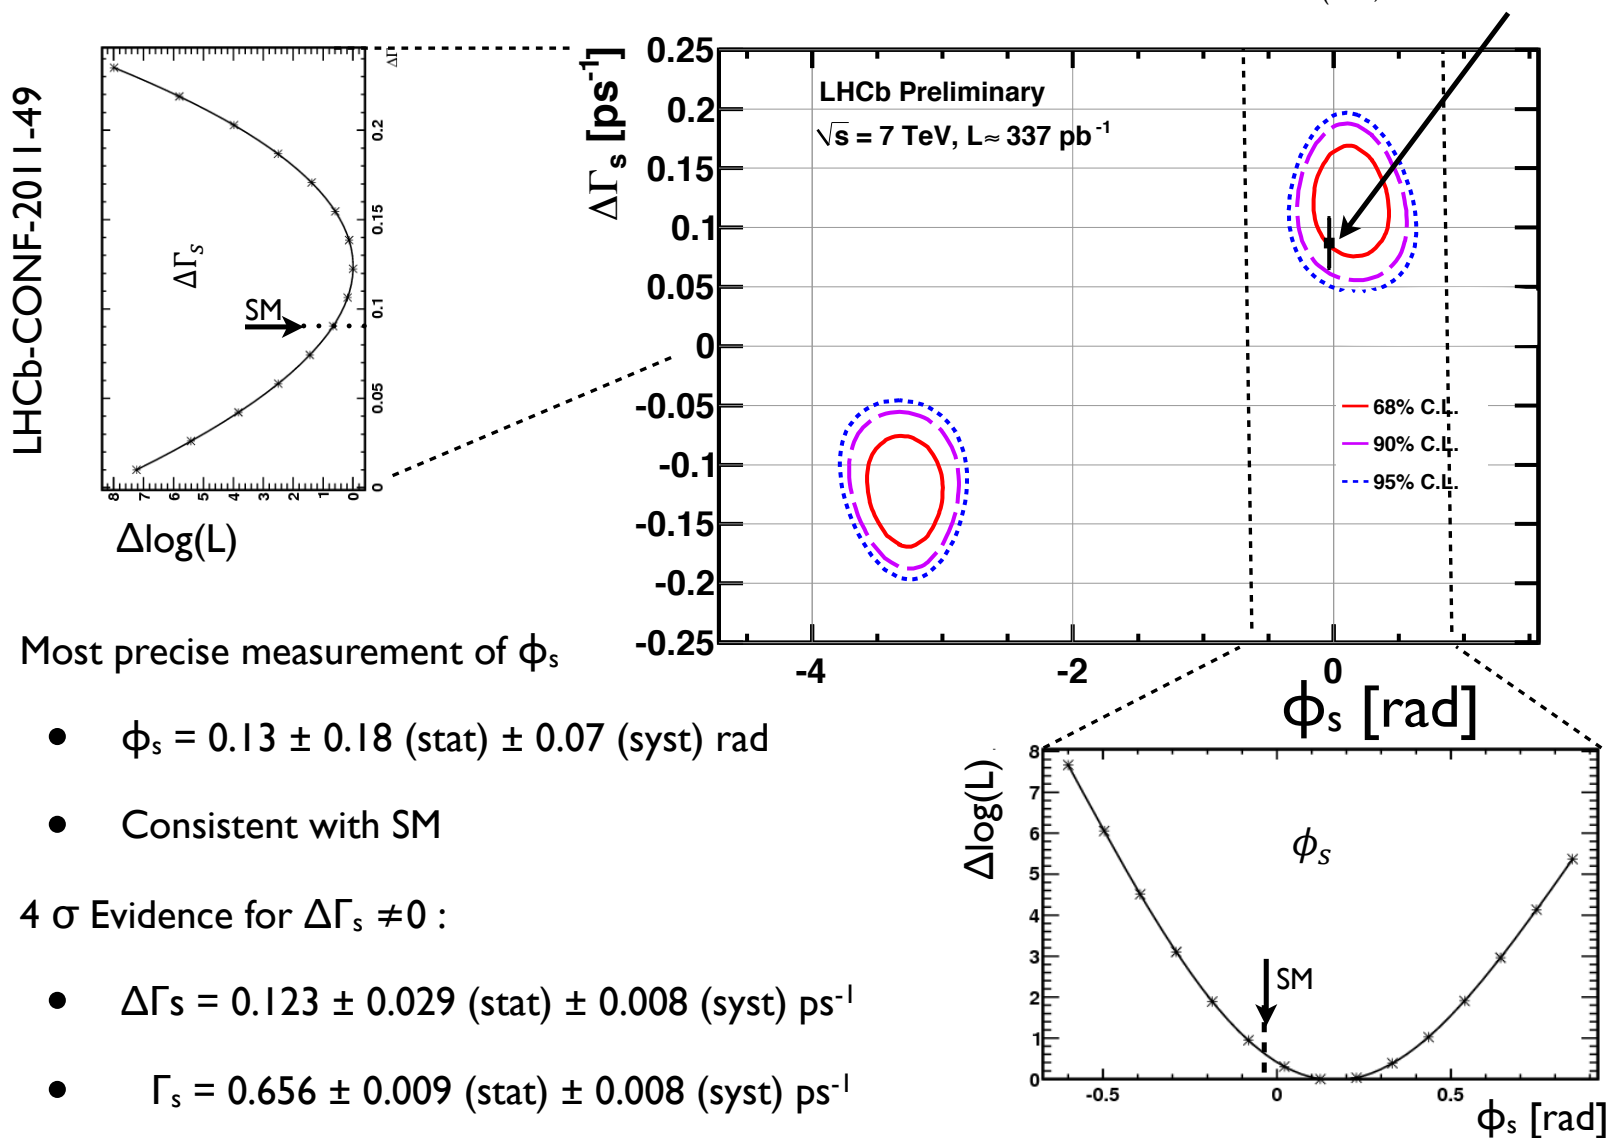 LHCb-CONF-2011-49
ΔΓ
0.2
0.15
0.1
0.05
0
ΔΓs
SM
8 7 6 5 4 3 2 1 0
Δlog(L)
ΔΓs [ps-1]
0.25
0.2
0.15
0.1
0.05
0
-0.05
-0.1
-0.15
-0.2
-0.25
LHCb Preliminary
√s = 7 TeV, L≈ 337 pb-1
68% C.L.
90% C.L.
95% C.L.
-4 -2 0
ϕs [rad]
Most precise measurement of ϕs
• ϕs = 0.13 ± 0.18 (stat) ± 0.07 (syst) rad
• Consistent with SM
4 σ Evidence for ΔΓs ≠0 :
• ΔΓs = 0.123 ± 0.029 (stat) ± 0.008 (syst) ps-1
• Γs = 0.656 ± 0.009 (stat) ± 0.008 (syst) ps-1
Δlog(L)
8
7
6
5
4
3
2
1
0
ϕs
SM
-0.5 0 0.5
ϕs [rad]